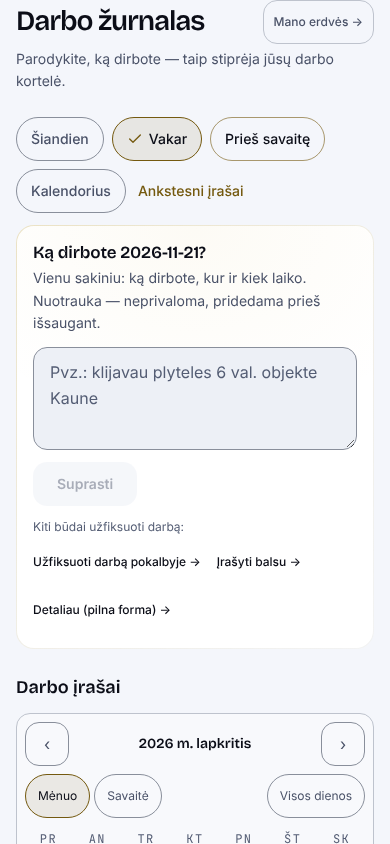 Darbo žurnalas
Mano erdvės →
Parodykite, ką dirbote — taip stiprėja jūsų darbo
kortelė.
Šiandien
✓ Vakar
Prieš savaitę
Kalendorius
Ankstesni įrašai
Ką dirbote 2026-11-21?
Vienu sakiniu: ką dirbote, kur ir kiek laiko.
Nuotrauka — neprivaloma, pridedama prieš
išsaugant.
Pvz.: klijavau plyteles 6 val. objekte
Kaune
Suprasti
Kiti būdai užfiksuoti darbą:
Užfiksuoti darbą pokalbyje →
Įrašyti balsu →
Detaliau (pilna forma) →
Darbo įrašai
‹
2026 m. lapkritis
›
Mėnuo
Savaitė
Visos dienos
PR AN TR KT PN ŠT SK